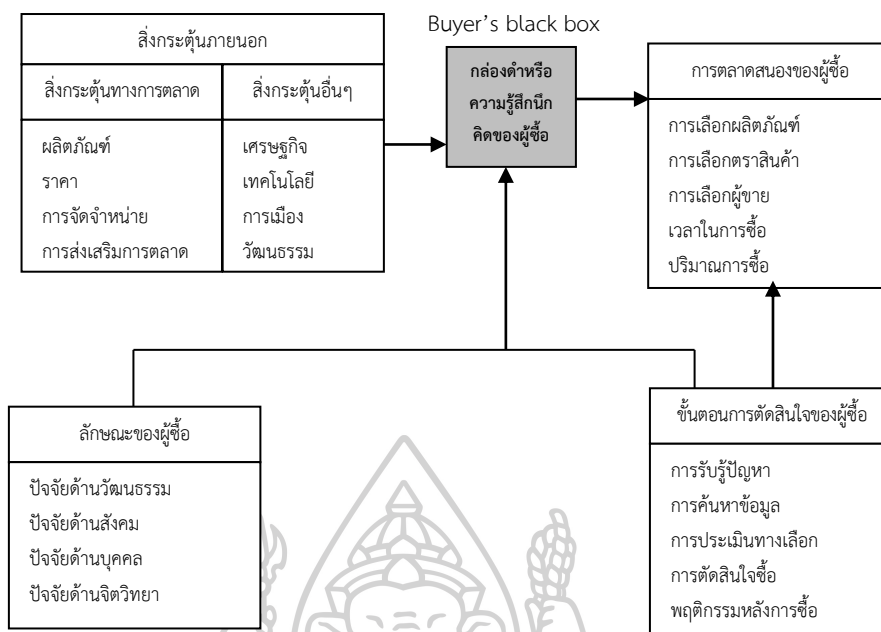 Buyer's black box
สิ่งกระตุ้นภายนอก
สิ่งกระตุ้นทางการตลาด
ผลิตภัณฑ์
ราคา
การจัดจำหน่าย
การส่งเสริมการตลาด
สิ่งกระตุ้นอื่นๆ
เศรษฐกิจ
เทคโนโลยี
การเมือง
วัฒนธรรม
กล่องดำหรือ
ความรู้สึกนึก
คิดของผู้ซื้อ
การตลาดสนองของผู้ซื้อ
การเลือกผลิตภัณฑ์
การเลือกตราสินค้า
การเลือกผู้ขาย
เวลาในการซื้อ
ปริมาณการซื้อ
ลักษณะของผู้ซื้อ
ปัจจัยด้านวัฒนธรรม
ปัจจัยด้านสังคม
ปัจจัยด้านบุคคล
ปัจจัยด้านจิตวิทยา
ขั้นตอนการตัดสินใจของผู้ซื้อ
การรับรู้ปัญหา
การค้นหาข้อมูล
การประเมินทางเลือก
การตัดสินใจซื้อ
พฤติกรรมหลังการซื้อ